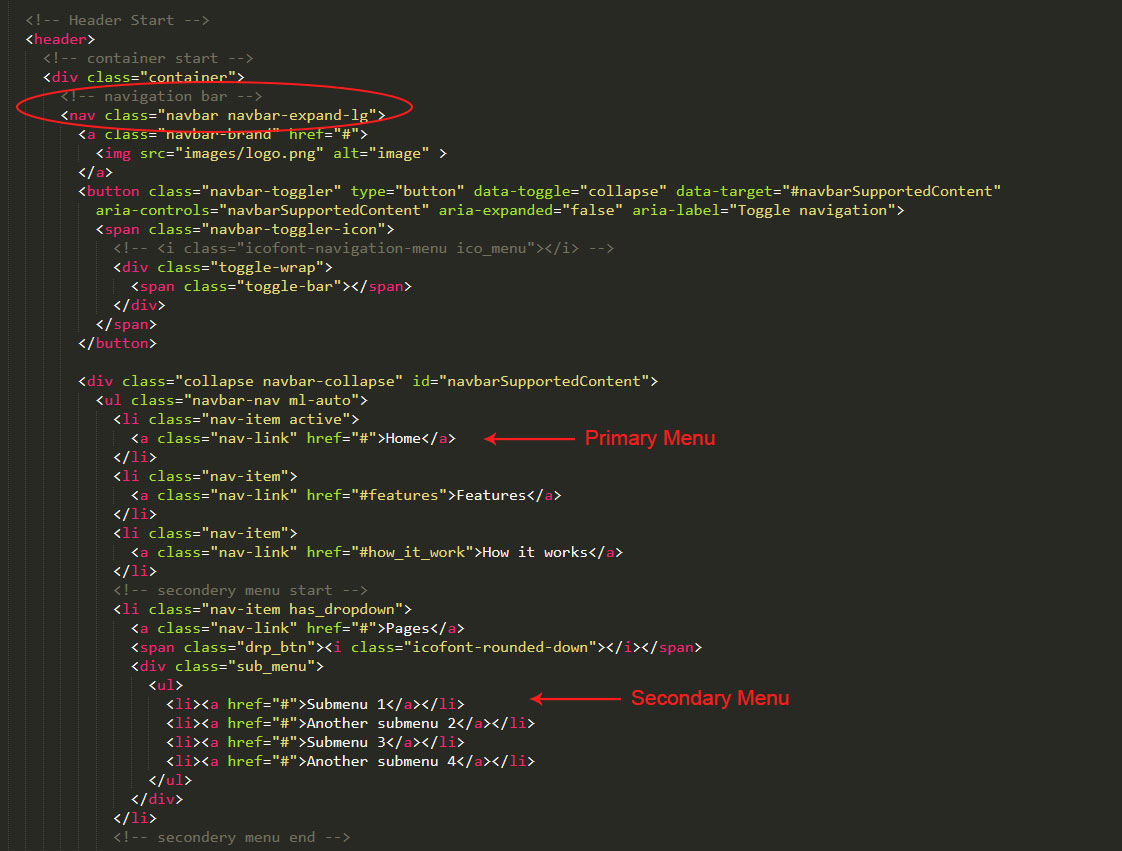 <!-- Header Start -->
<header>
<!-- container start -->
<div class="container">
<!-- navigation bar -->
<nav class="navbar navbar-expand-lg">
<a class="navbar-brand" href="#">
<img src="images/logo.png" alt="image" >
</a>
<button class="navbar-toggler" type="button" data-toggle="collapse" data-target="#navbarSupportedContent"
aria-controls="navbarSupportedContent" aria-expanded="false" aria-label="Toggle navigation">
<span class="navbar-toggler-icon">
<!-- <i class="icofont-navigation-menu ico_menu"></i> -->
<div class="toggle-wrap">
<span class="toggle-bar"></span>
</div>
</span>
</button>
<div class="collapse navbar-collapse" id="navbarSupportedContent">
<ul class="navbar-nav ml-auto">
<li class="nav-item active">
<a class="nav-link" href="#">Home</a> Primary Menu
</li>
<li class="nav-item">
<a class="nav-link" href="#features">Features</a>
</li>
<li class="nav-item">
<a class="nav-link" href="#how_it_work">How it works</a>
</li>
<!-- secondery menu start -->
<li class="nav-item has_dropdown">
<a class="nav-link" href="#">Pages</a>
<span class="drp_btn"><i class="icofont-rounded-down"></i></span>
<div class="sub_menu">
<ul>
<li><a href="#">Submenu 1</a></li> Secondary Menu
<li><a href="#">Another submenu 2</a></li>
<li><a href="#">Submenu 3</a></li>
<li><a href="#">Another submenu 4</a></li>
</ul>
</div>
</li>
<!-- secondery menu end -->